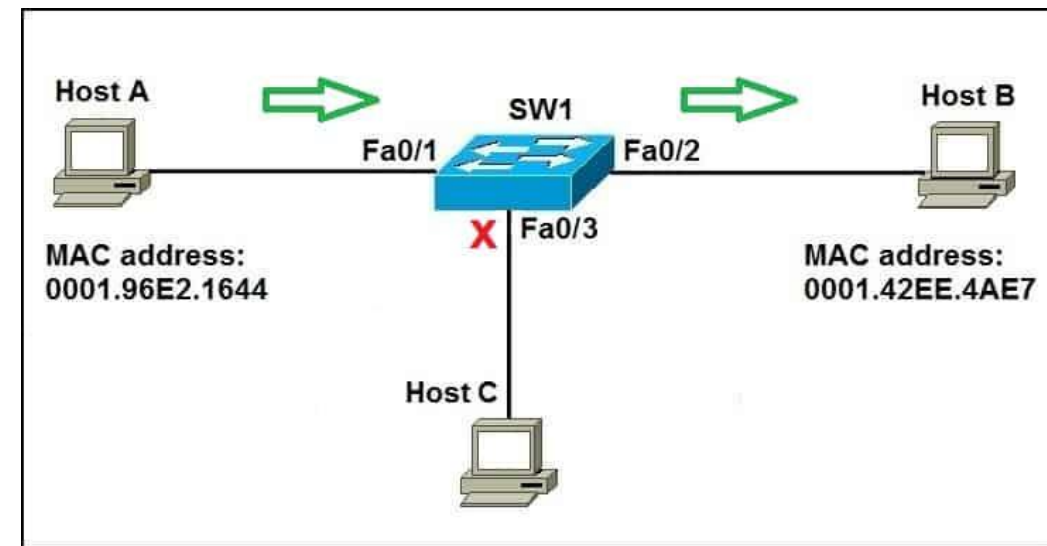 Host A
SW1
Host B
Fa0/1
Fa0/2
X
Fa0/3
MAC address:
0001.96E2.1644
MAC address:
0001.42EE.4AE7
Host C